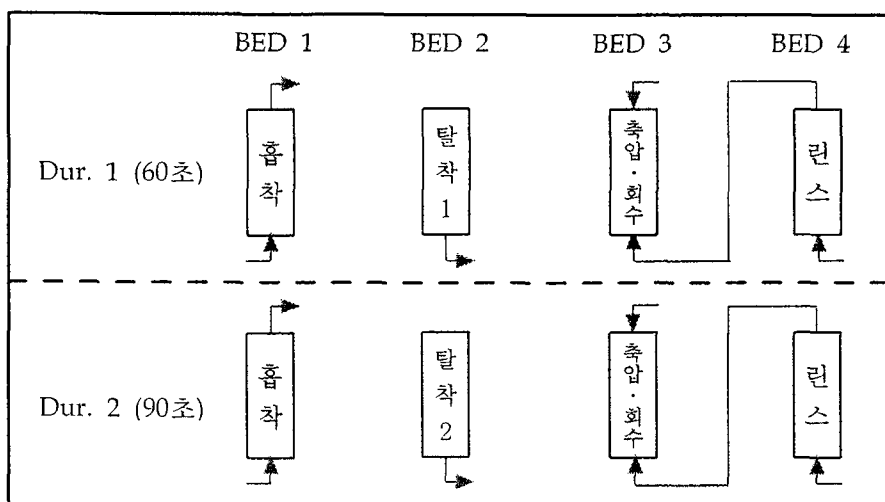 BED 1 BED 2 BED 3 BED 4
Dur. 1 (60초)
흡착
탈착1
축압·회수
린스
Dur. 2 (90초)
흡착
탈착2
축압·회수
린스